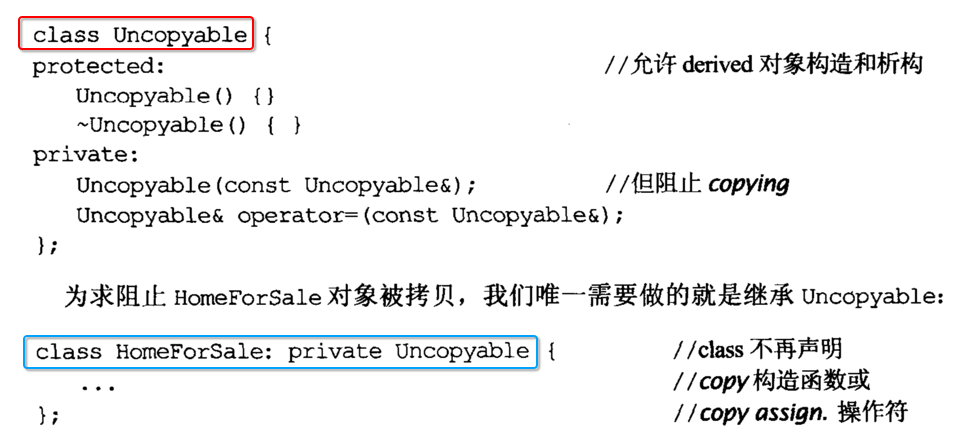 class Uncopyable {
protected: //允许 derived 对象构造和析构
Uncopyable() {}
~Uncopyable() { }
private:
Uncopyable(const Uncopyable&); //但阻止 copying
Uncopyable& operator=(const Uncopyable&);
};
为求阻止 HomeForSale 对象被拷贝，我们唯一需要做的就是继承 Uncopyable：
class HomeForSale: private Uncopyable { //class 不再声明
... //copy 构造函数或
}; //copy assign. 操作符